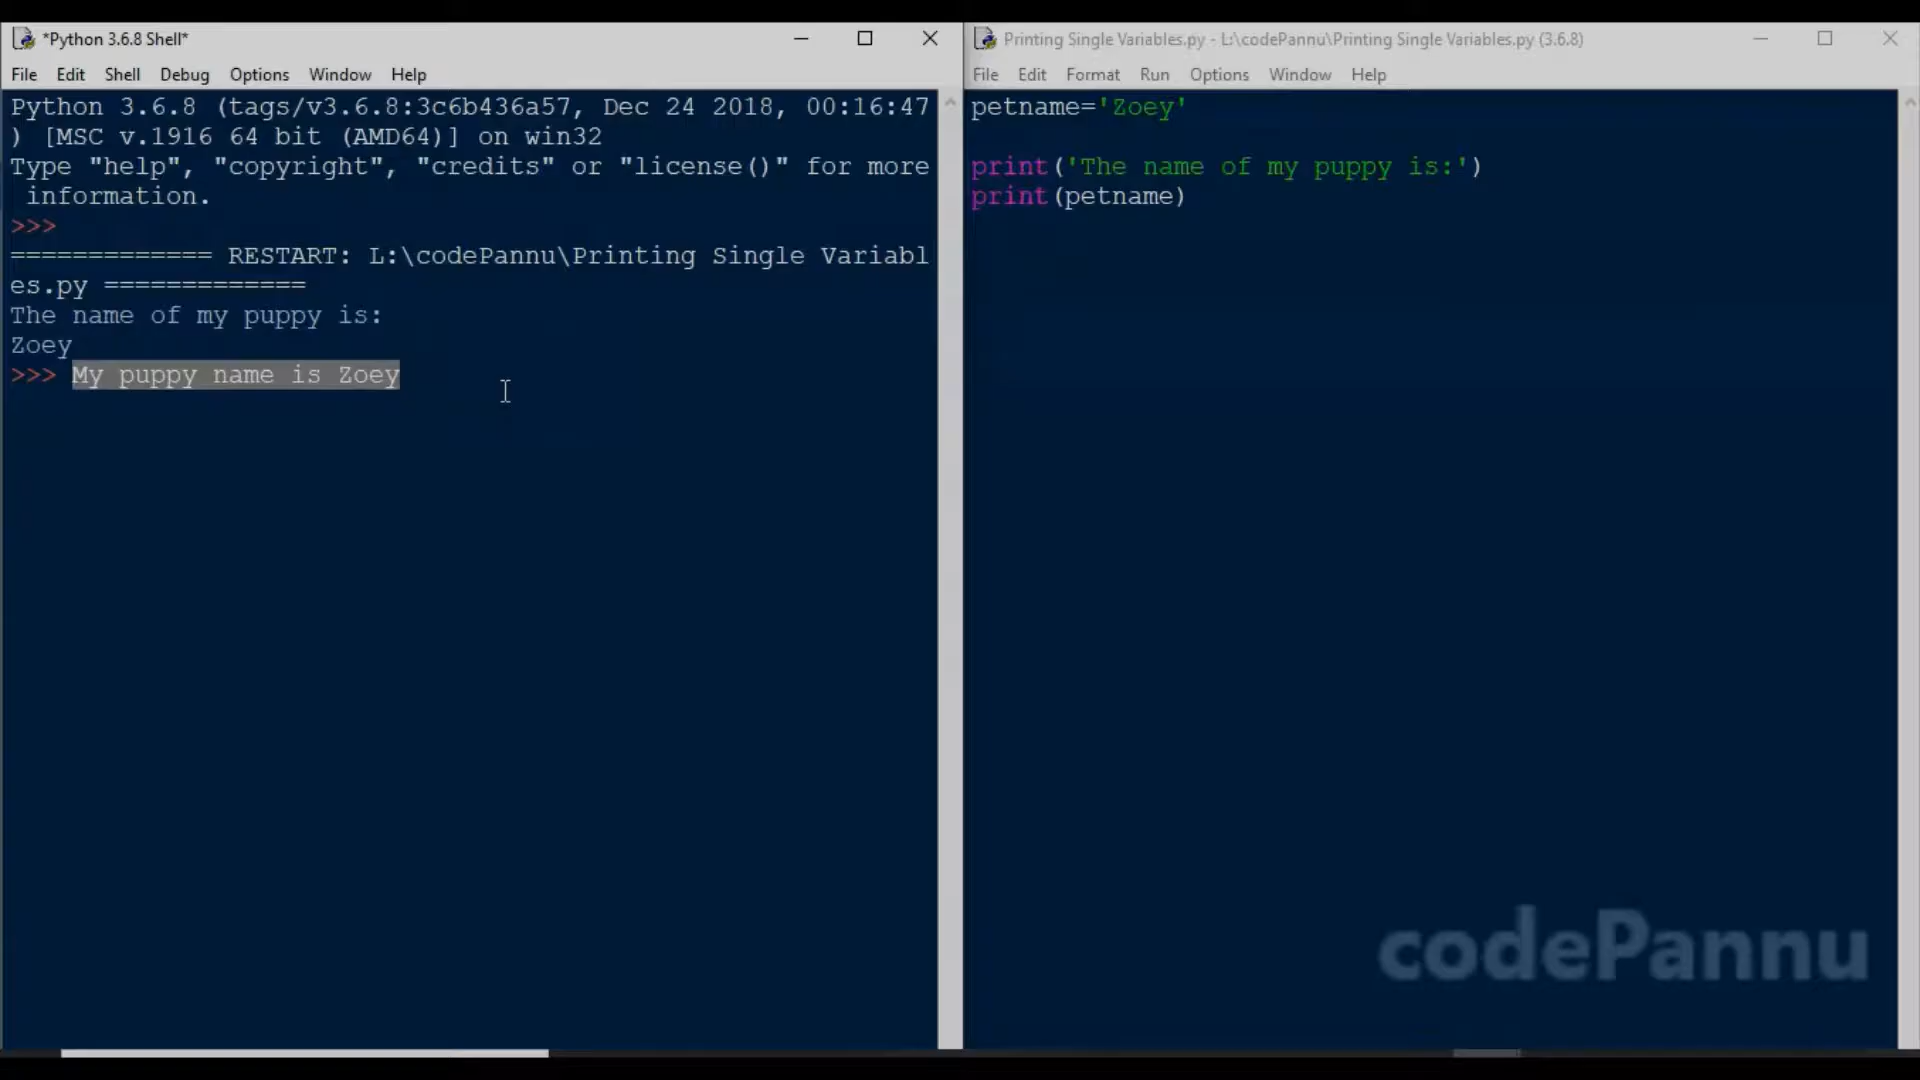 *Python 3.6.8 Shell*
File Edit Shell Debug Options Window Help
Python 3.6.8 (tags/v3.6.8:3c6b436a57, Dec 24 2018, 00:16:47
) [MSC v.1916 64 bit (AMD64)] on win32
Type "help", "copyright", "credits" or "license()" for more
 information.
>>>
============= RESTART: L:\codePannu\Printing Single Variabl
es.py =============
The name of my puppy is:
Zoey
>>> My puppy name is Zoey
Printing Single Variables.py - L:\codePannu\Printing Single Variables.py (3.6.8)
File Edit Format Run Options Window Help
petname='Zoey'
print('The name of my puppy is:')
print(petname)
codePannu